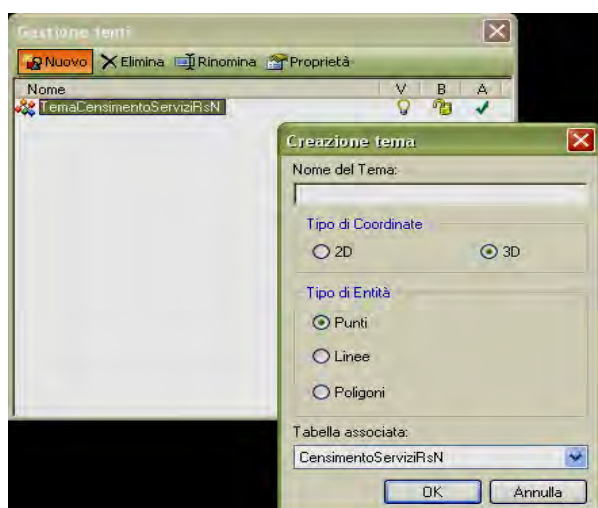 Gestione temi
Nuovo Elimina Rinomina Proprietà
Nome V B A
TemaCensimentoServiziRsN
Creazione tema
Nome del Tema:
Tipo di Coordinate
2D 3D
Tipo di Entità
Punti
Linee
Poligoni
Tabella associata:
CensimentoServiziRsN
OK Annulla